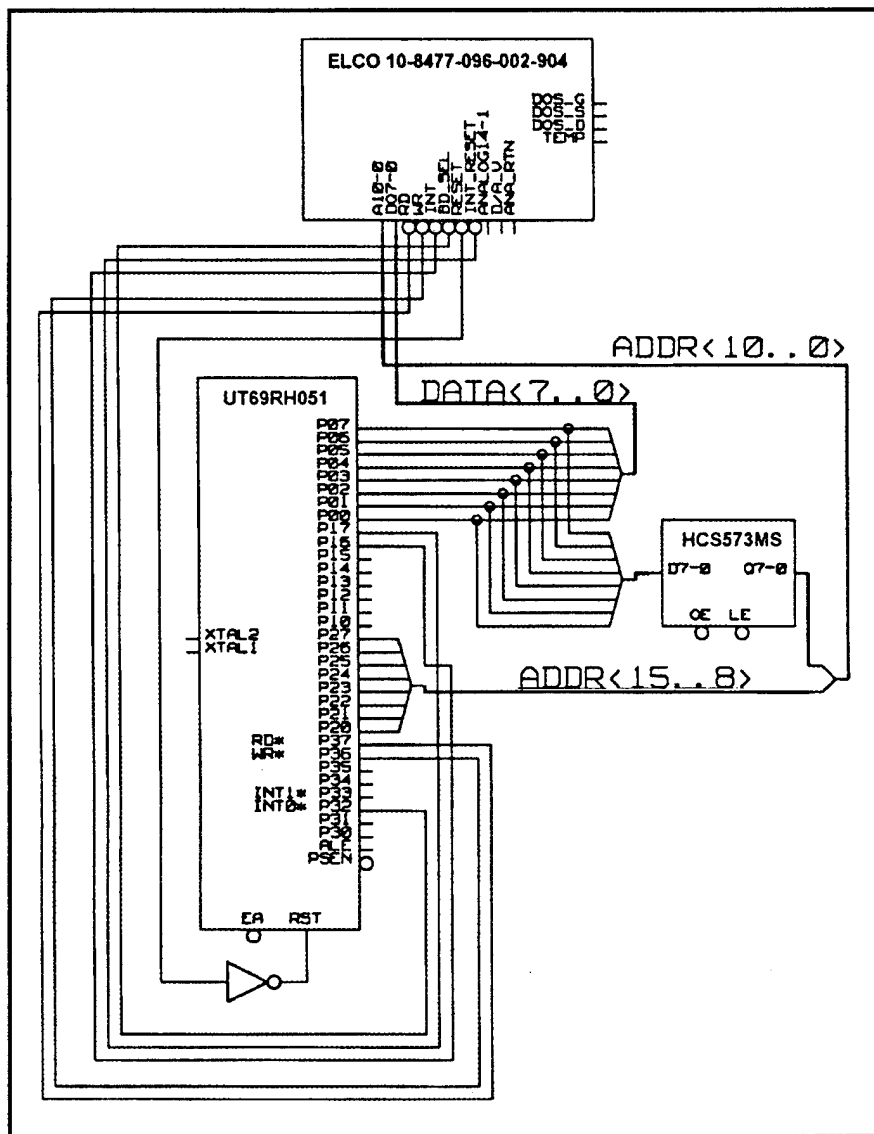 ELCO 10-8477-096-002-904
DOS_G
DOS_S
DOS_D
TEMP
A10-0
DQ7-0
RD
WR
INT
BD_SEL
RESET
INT_RESET
ANALOG14-1
D/A_V
ANA_RTN
ADDR<10..0>
DATA<7..0>
UT69RH051
P07
P06
P05
P04
P03
P02
P01
P00
P17
P16
P15
P14
P13
P12
P11
P10
P27
P26
P25
P24
P23
P22
P21
P20
P37
P36
P35
P34
P33
P32
P31
P30
ALE
PSEN
XTAL2
XTAL1
RD*
WR*
INT1*
INT0*
EA RST
HCS573MS
D7-0 Q7-0
OE LE
ADDR<15..8>